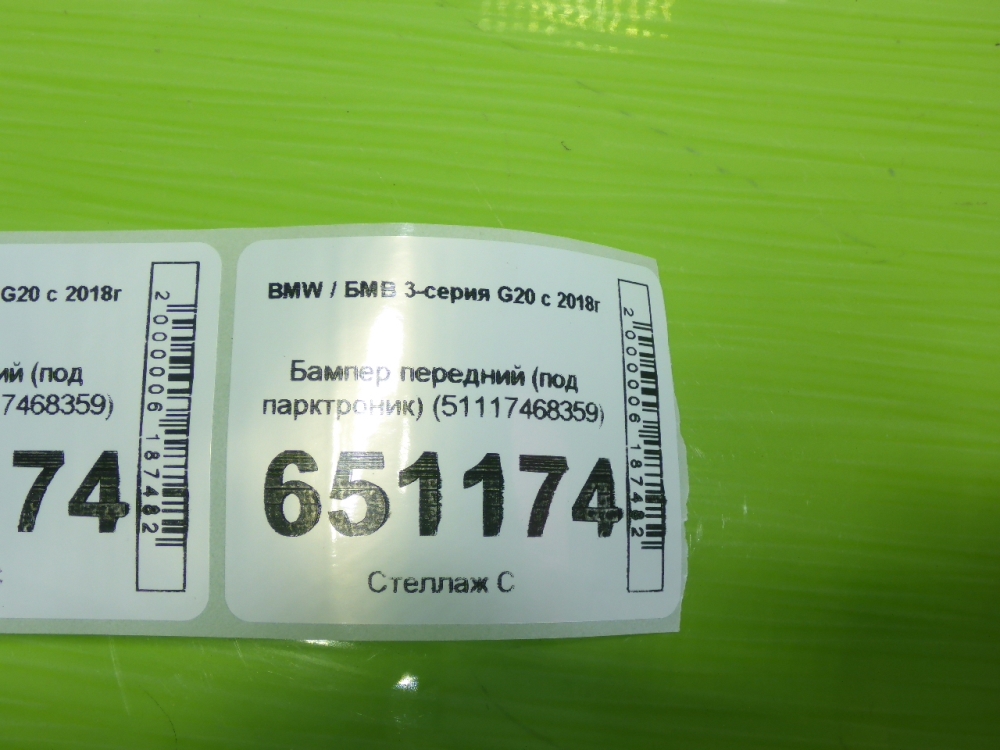 G20 с 2018г
ий (под
7468359)
74
2000006187482
BMW / БМВ 3-серия G20 с 2018г
Бампер передний (под
парктроник) (51117468359)
651174
Стеллаж C
2000006187482